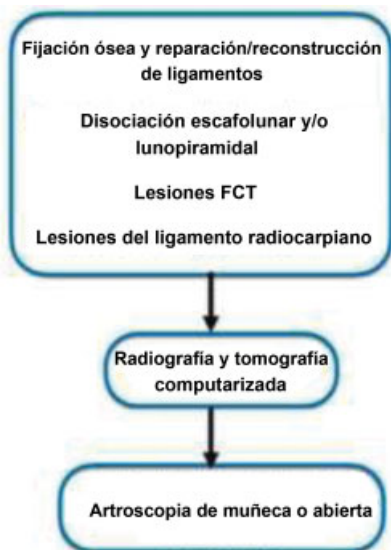 Fijación ósea y reparación/reconstrucción
de ligamentos
Disociación escafolunar y/o
lunopiramidal
Lesiones FCT
Lesiones del ligamento radiocarpiano
Radiografía y tomografía
computarizada
Artroscopia de muñeca o abierta